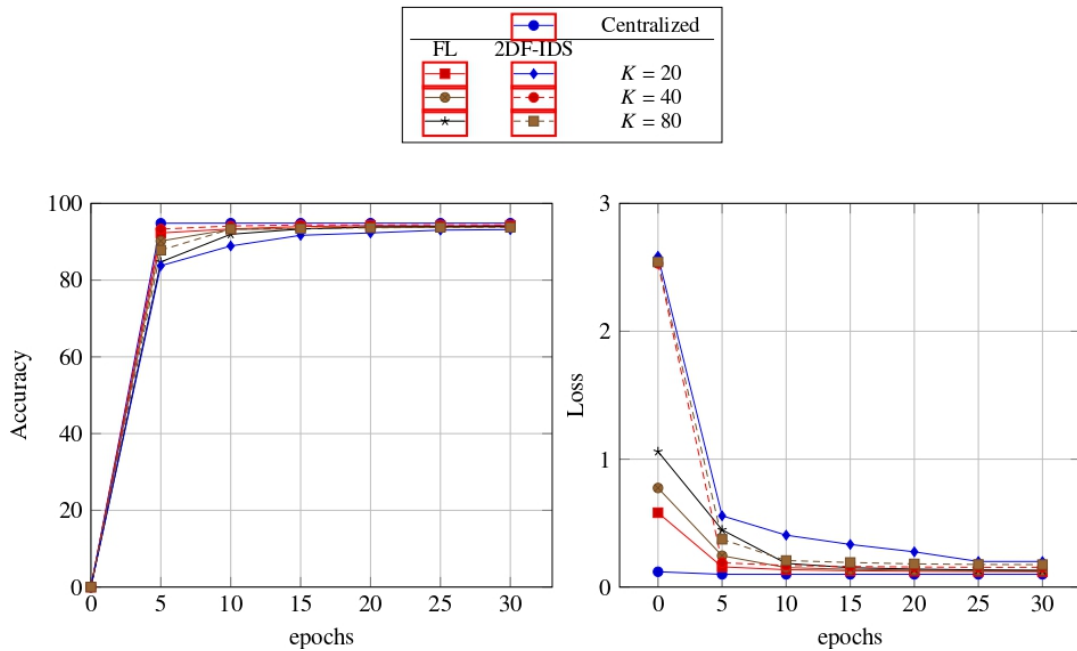 Centralized
FL 2DF-IDS
K = 20
K = 40
K = 80
100
80
60
40
20
0
Accuracy
0 5 10 15 20 25 30
epochs
3
2
1
0
Loss
0 5 10 15 20 25 30
epochs